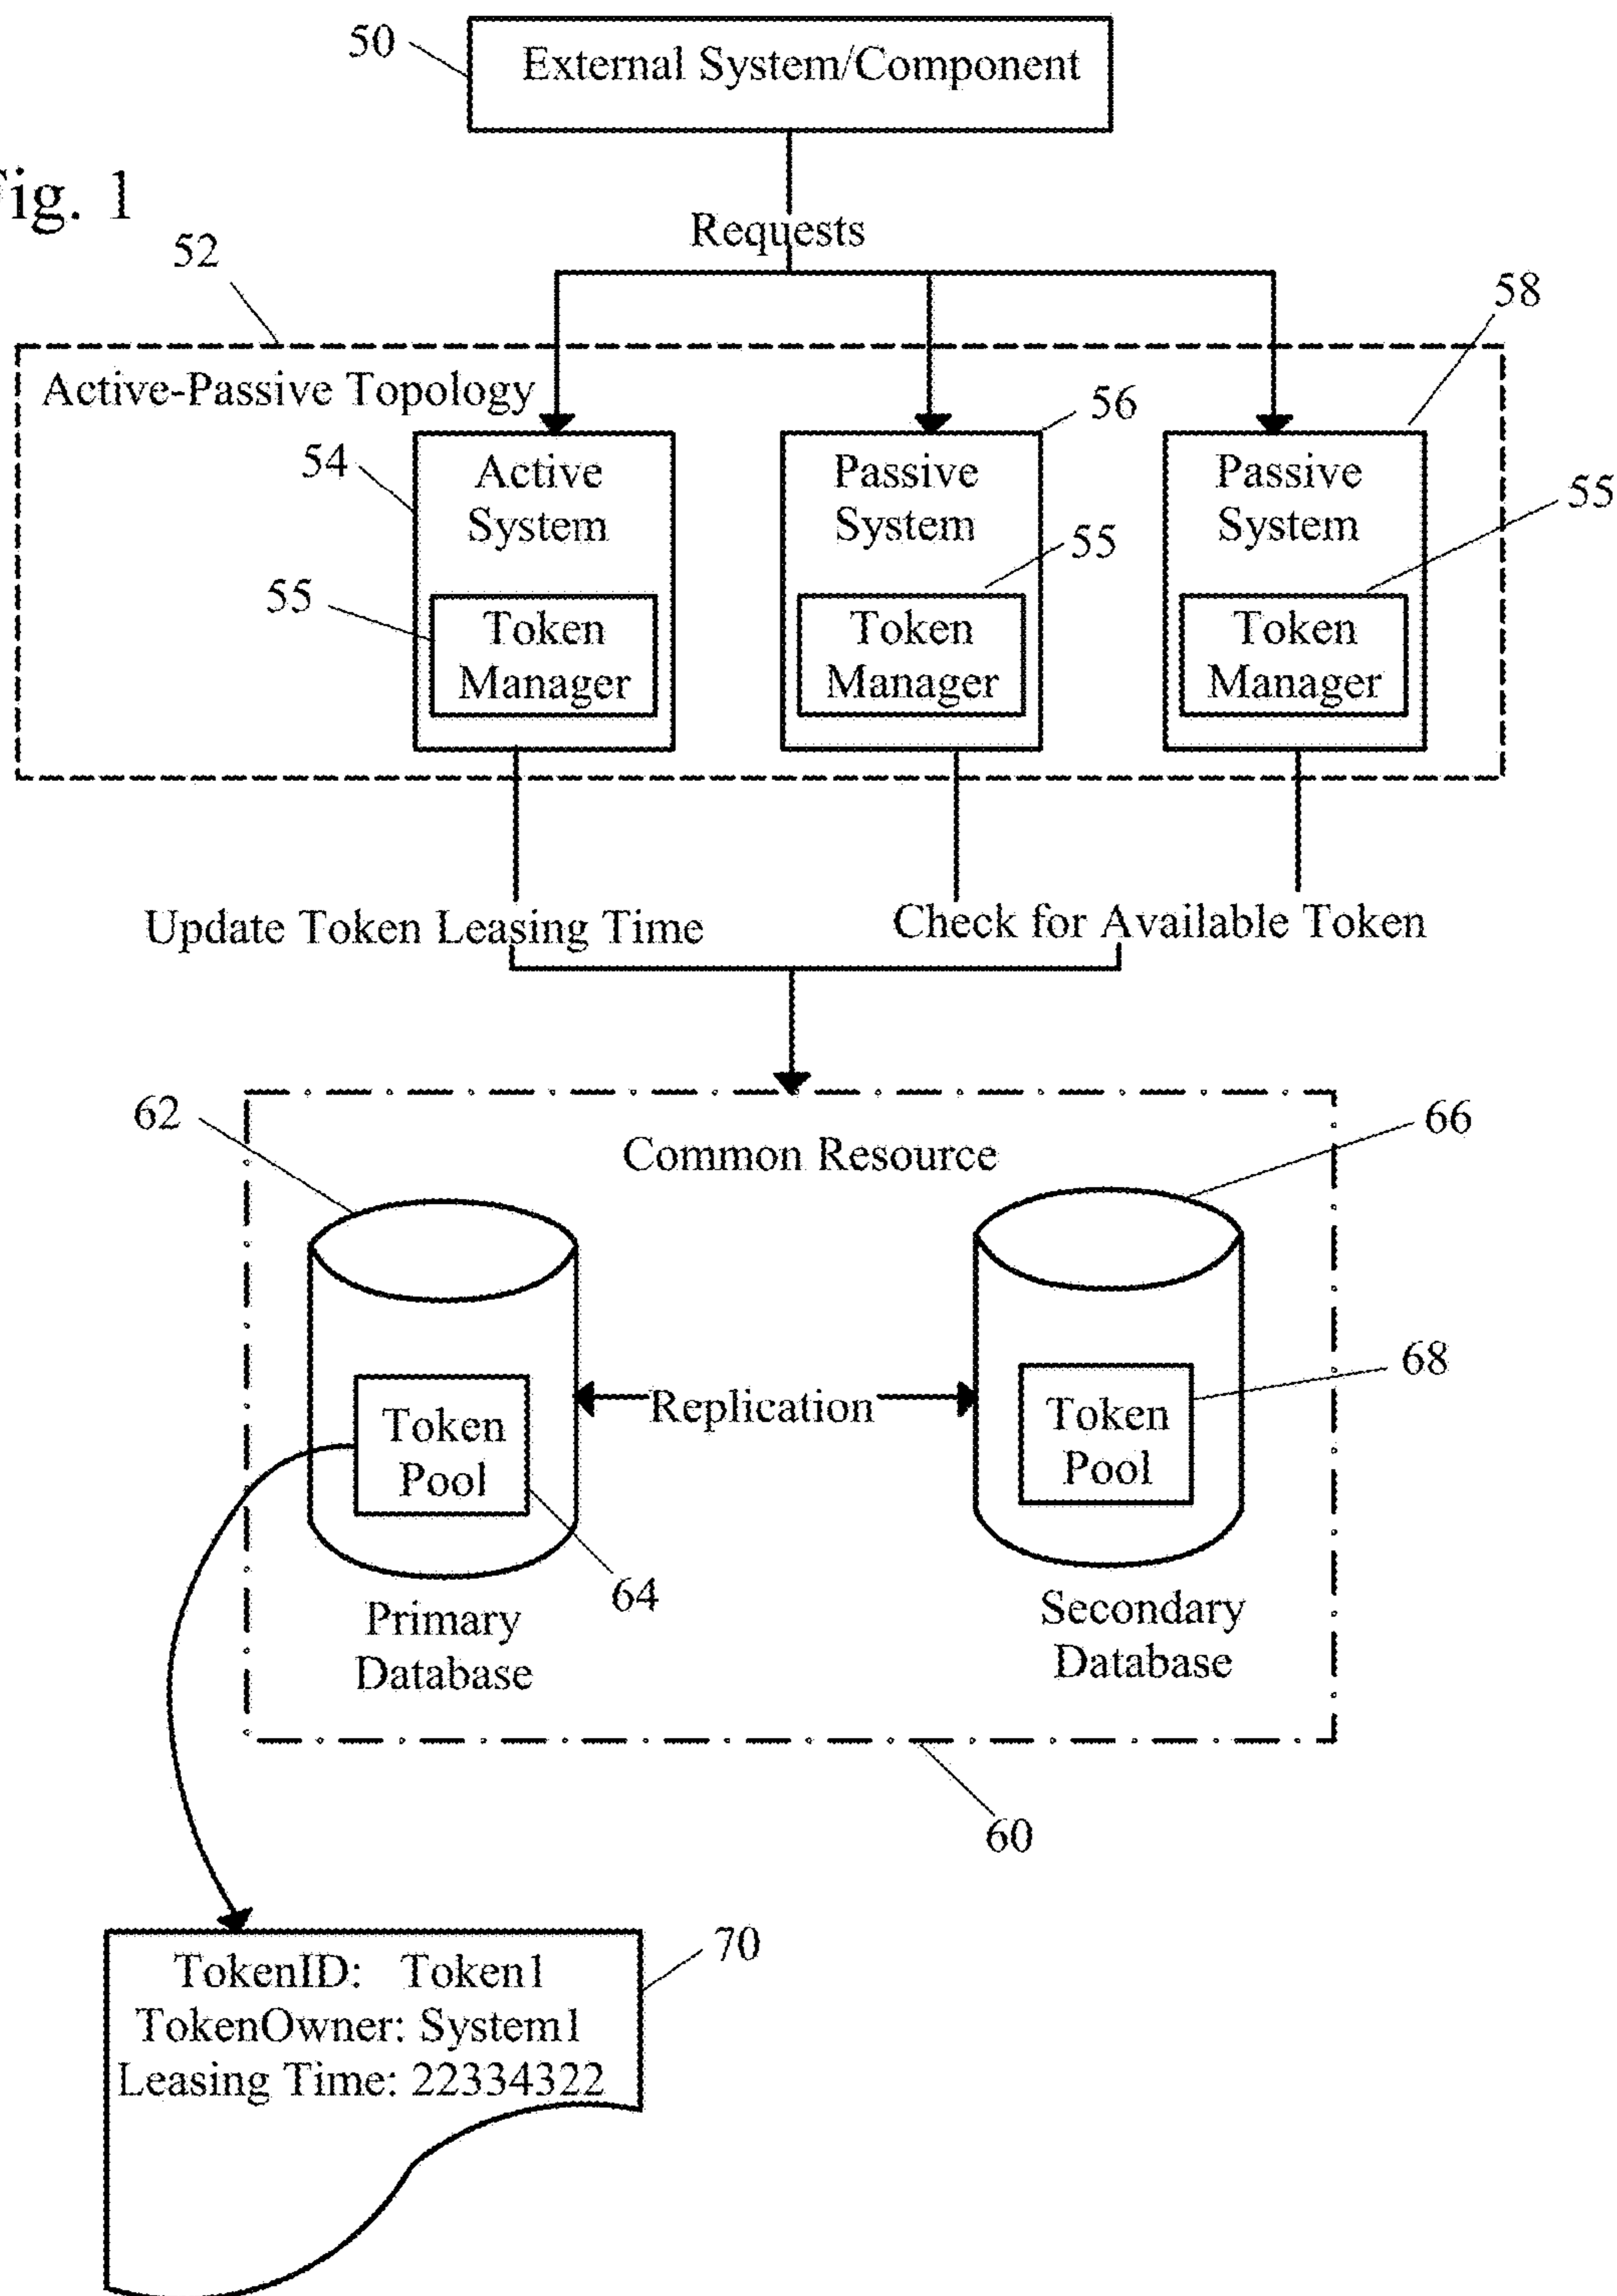 50
External System/Component
Fig. 1
Requests
52
58
Active-Passive Topology
56
54
Active
System
Passive
System
Passive
System
55
55
55
Token
Manager
Token
Manager
Token
Manager
Update Token Leasing Time
Check for Available Token
62
66
Common Resource
68
Token
Pool
Replication
Token
Pool
64
Primary
Database
Secondary
Database
60
70
TokenID: Token1
TokenOwner: System1
Leasing Time: 22334322